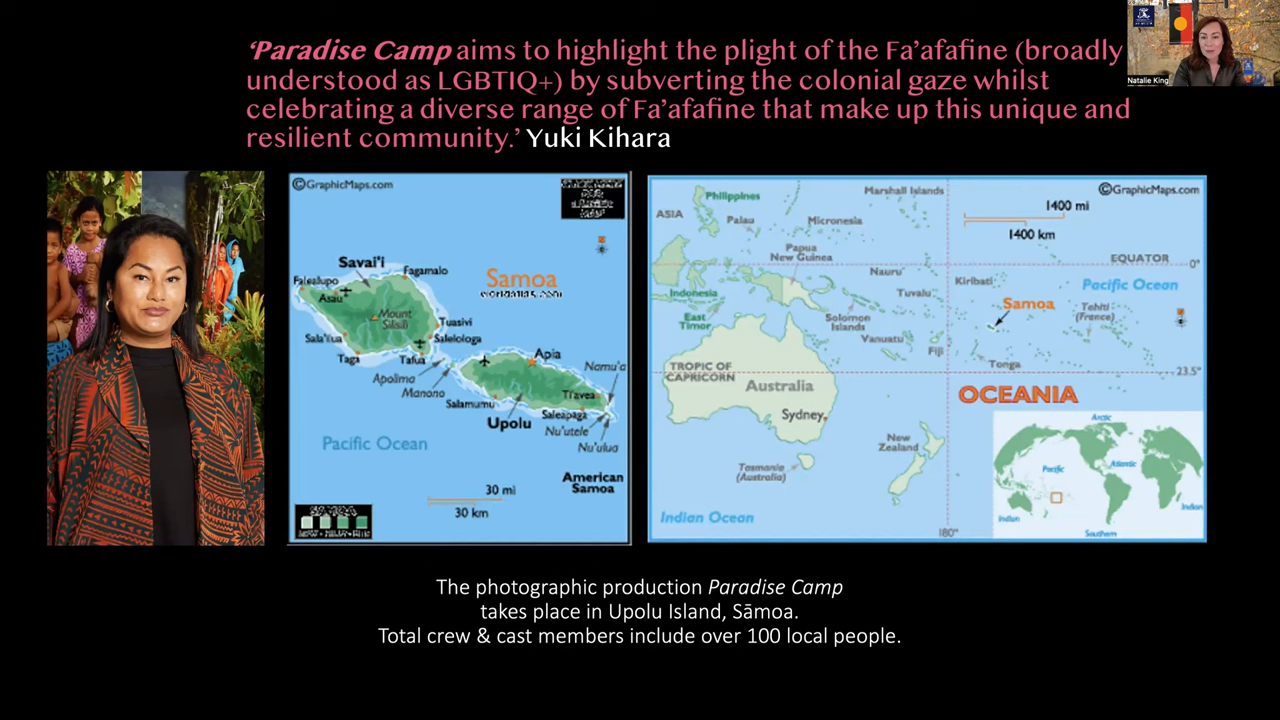 ‘Paradise Camp aims to highlight the plight of the Fa’afafine (broadly
understood as LGBTIQ+) by subverting the colonial gaze whilst
celebrating a diverse range of Fa’afafine that make up this unique and
resilient community.’ Yuki Kihara
Natalie King
©GraphicMaps.com
Samoa
worldatlas.com
Savai'i
Falealupo
Fagamalo
Asau
Mount
Silisili
Sala'ilua
Tuasivi
Salelologa
Taga
Tafua
Apolima
Manono
Apia
Namu'a
Salamumu
Ti'avea
Saleapaga
Upolu
Nu'utele
Nu'ulua
Pacific Ocean
American
Samoa
30 mi
30 km
©GraphicMaps.com
Philippines
Marshall Islands
1400 mi
1400 km
ASIA
Palau
Micronesia
Papua
New Guinea
EQUATOR
0°
Nauru
Kiribati
Pacific Ocean
Indonesia
Tuvalu
Samoa
Tahiti
(France)
East
Timor
Solomon
Islands
Vanuatu
Fiji
TROPIC OF
CAPRICORN
Tonga
23.5°
Australia
OCEANIA
Sydney
New
Zealand
Tasmania
(Australia)
Indian Ocean
180°
Arctic
Pacific
Atlantic
Indian
Indian
Southern
The photographic production Paradise Camp
takes place in Upolu Island, Sāmoa.
Total crew & cast members include over 100 local people.